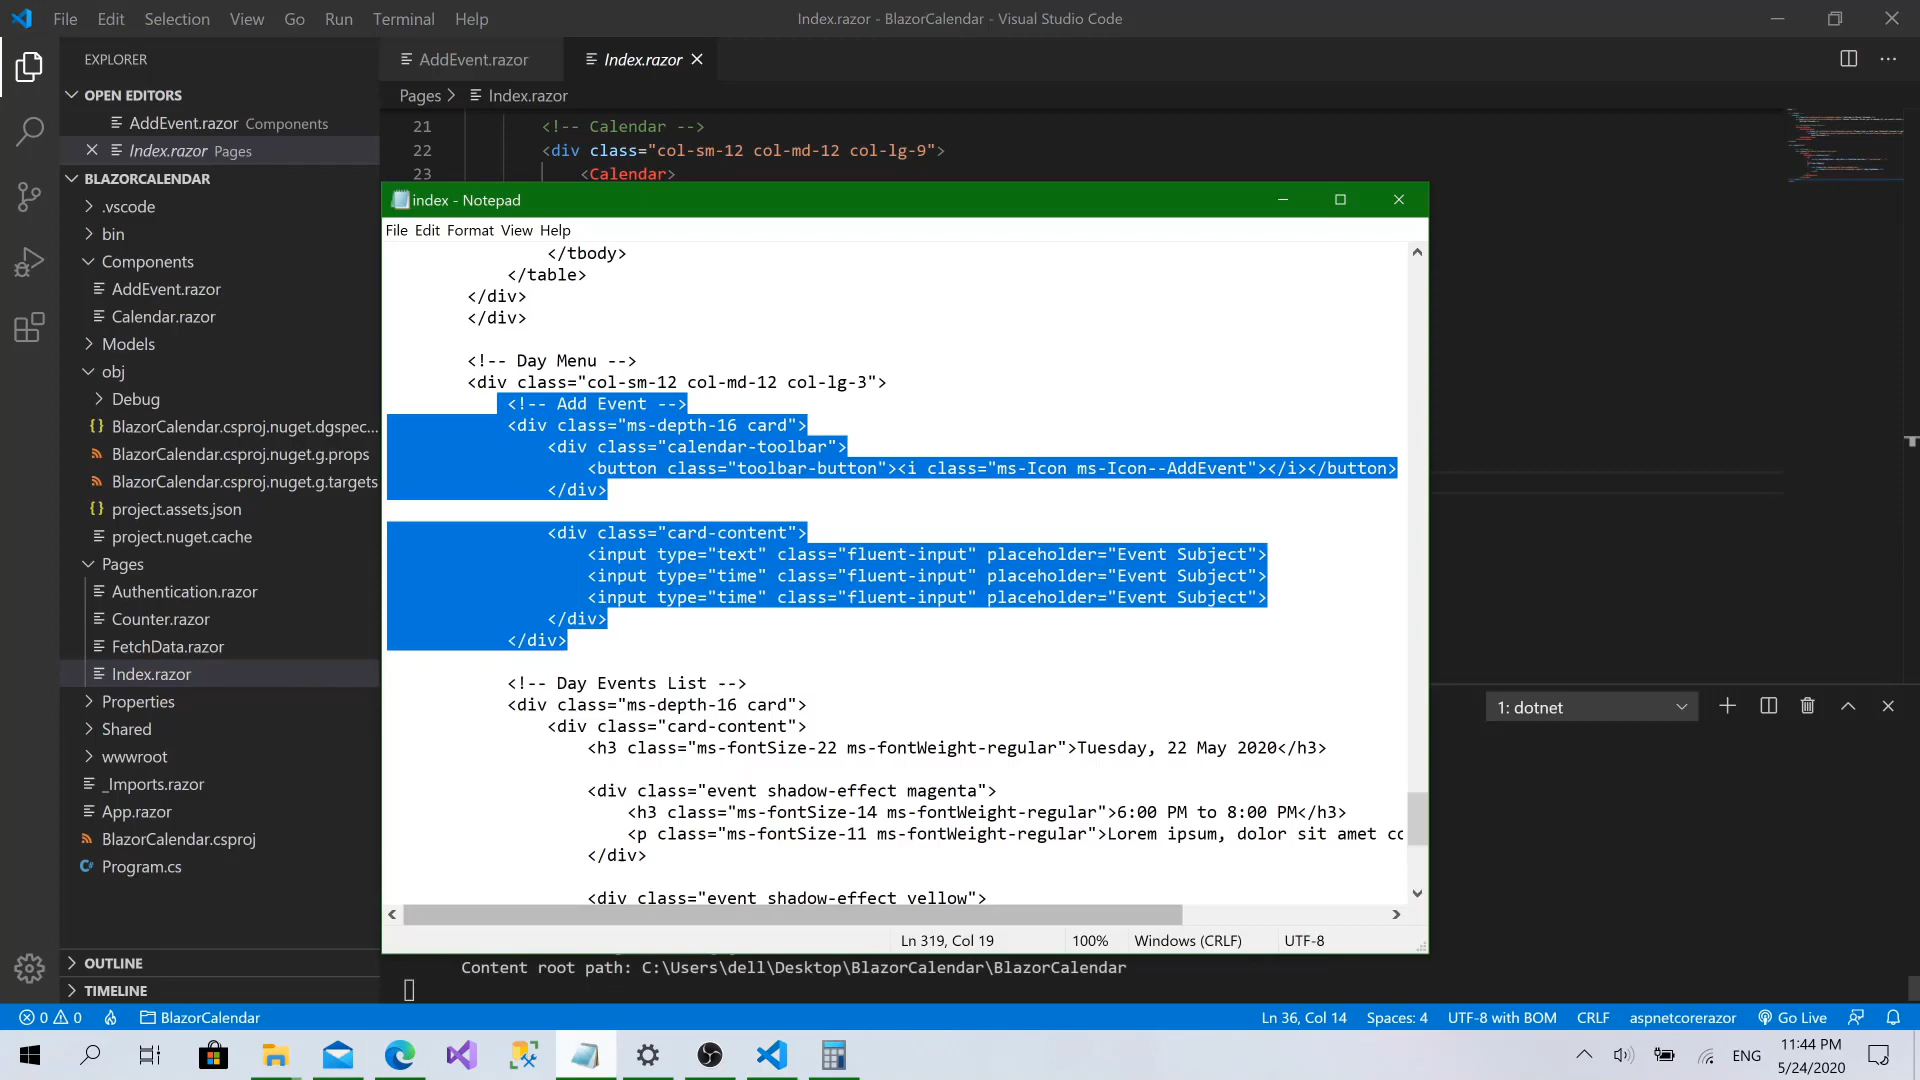 File Edit Selection View Go Run Terminal Help
Index.razor - BlazorCalendar - Visual Studio Code
EXPLORER
OPEN EDITORS
AddEvent.razor Components
Index.razor Pages
BLAZORCALENDAR
.vscode
bin
Components
AddEvent.razor
Calendar.razor
Models
obj
Debug
BlazorCalendar.csproj.nuget.dgspec...
BlazorCalendar.csproj.nuget.g.props
BlazorCalendar.csproj.nuget.g.targets
project.assets.json
project.nuget.cache
Pages
Authentication.razor
Counter.razor
FetchData.razor
Index.razor
Properties
Shared
wwwroot
_Imports.razor
App.razor
BlazorCalendar.csproj
Program.cs
OUTLINE
TIMELINE
AddEvent.razor
Index.razor
Pages > Index.razor
21 <!-- Calendar -->
22 <div class="col-sm-12 col-md-12 col-lg-9">
23 <Calendar>
index - Notepad
File Edit Format View Help
</tbody>
</table>
</div>
</div>
<!-- Day Menu -->
<div class="col-sm-12 col-md-12 col-lg-3">
<!-- Add Event -->
<div class="ms-depth-16 card">
<div class="calendar-toolbar">
<button class="toolbar-button"><i class="ms-Icon ms-Icon--AddEvent"></i></button>
</div>
<div class="card-content">
<input type="text" class="fluent-input" placeholder="Event Subject">
<input type="time" class="fluent-input" placeholder="Event Subject">
<input type="time" class="fluent-input" placeholder="Event Subject">
</div>
</div>
<!-- Day Events List -->
<div class="ms-depth-16 card">
<div class="card-content">
<h3 class="ms-fontSize-22 ms-fontWeight-regular">Tuesday, 22 May 2020</h3>
<div class="event shadow-effect magenta">
<h3 class="ms-fontSize-14 ms-fontWeight-regular">6:00 PM to 8:00 PM</h3>
<p class="ms-fontSize-11 ms-fontWeight-regular">Lorem ipsum, dolor sit amet cc
</div>
<div class="event shadow-effect yellow">
Ln 319, Col 19
100%
Windows (CRLF)
UTF-8
1: dotnet
Content root path: C:\Users\dell\Desktop\BlazorCalendar\BlazorCalendar
0 0
BlazorCalendar
Ln 36, Col 14
Spaces: 4
UTF-8 with BOM
CRLF
aspnetcorerazor
Go Live
ENG
11:44 PM
5/24/2020